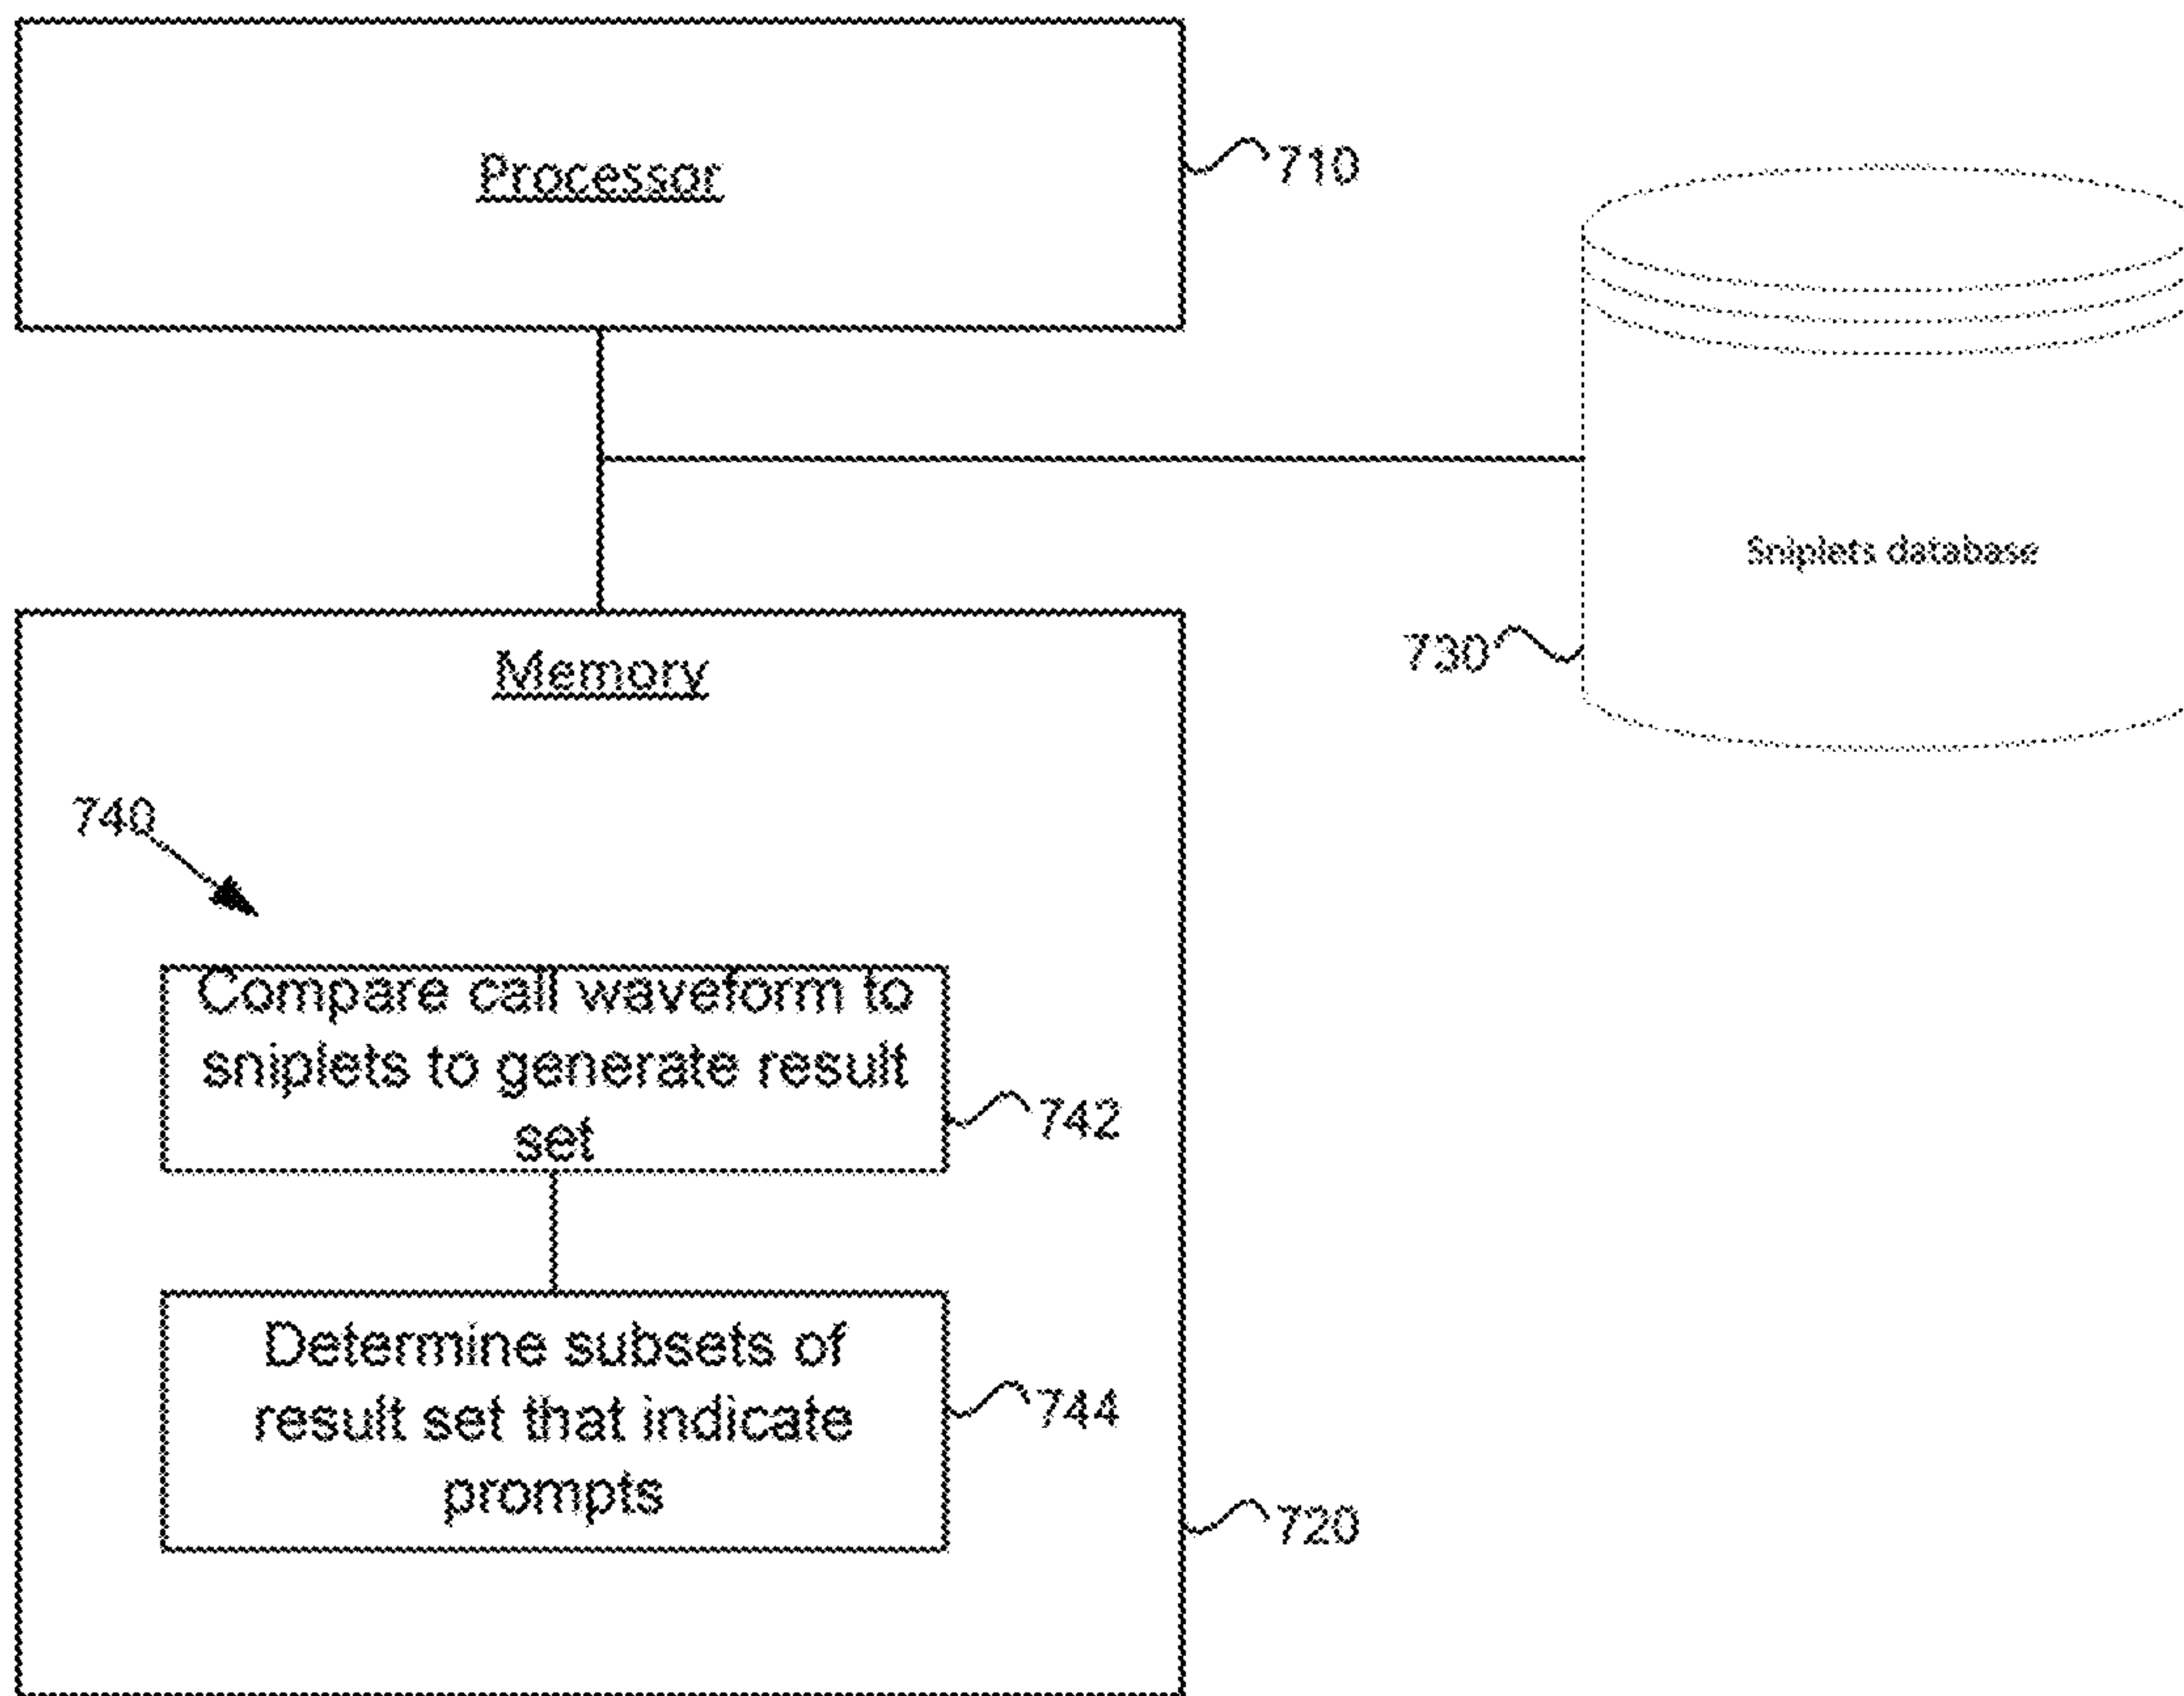 Processor
710
Sniplets database
730
Memory
740
Compare call waveform to
sniplets to generate result
set
742
Determine subsets of
result set that indicate
prompts
744
720